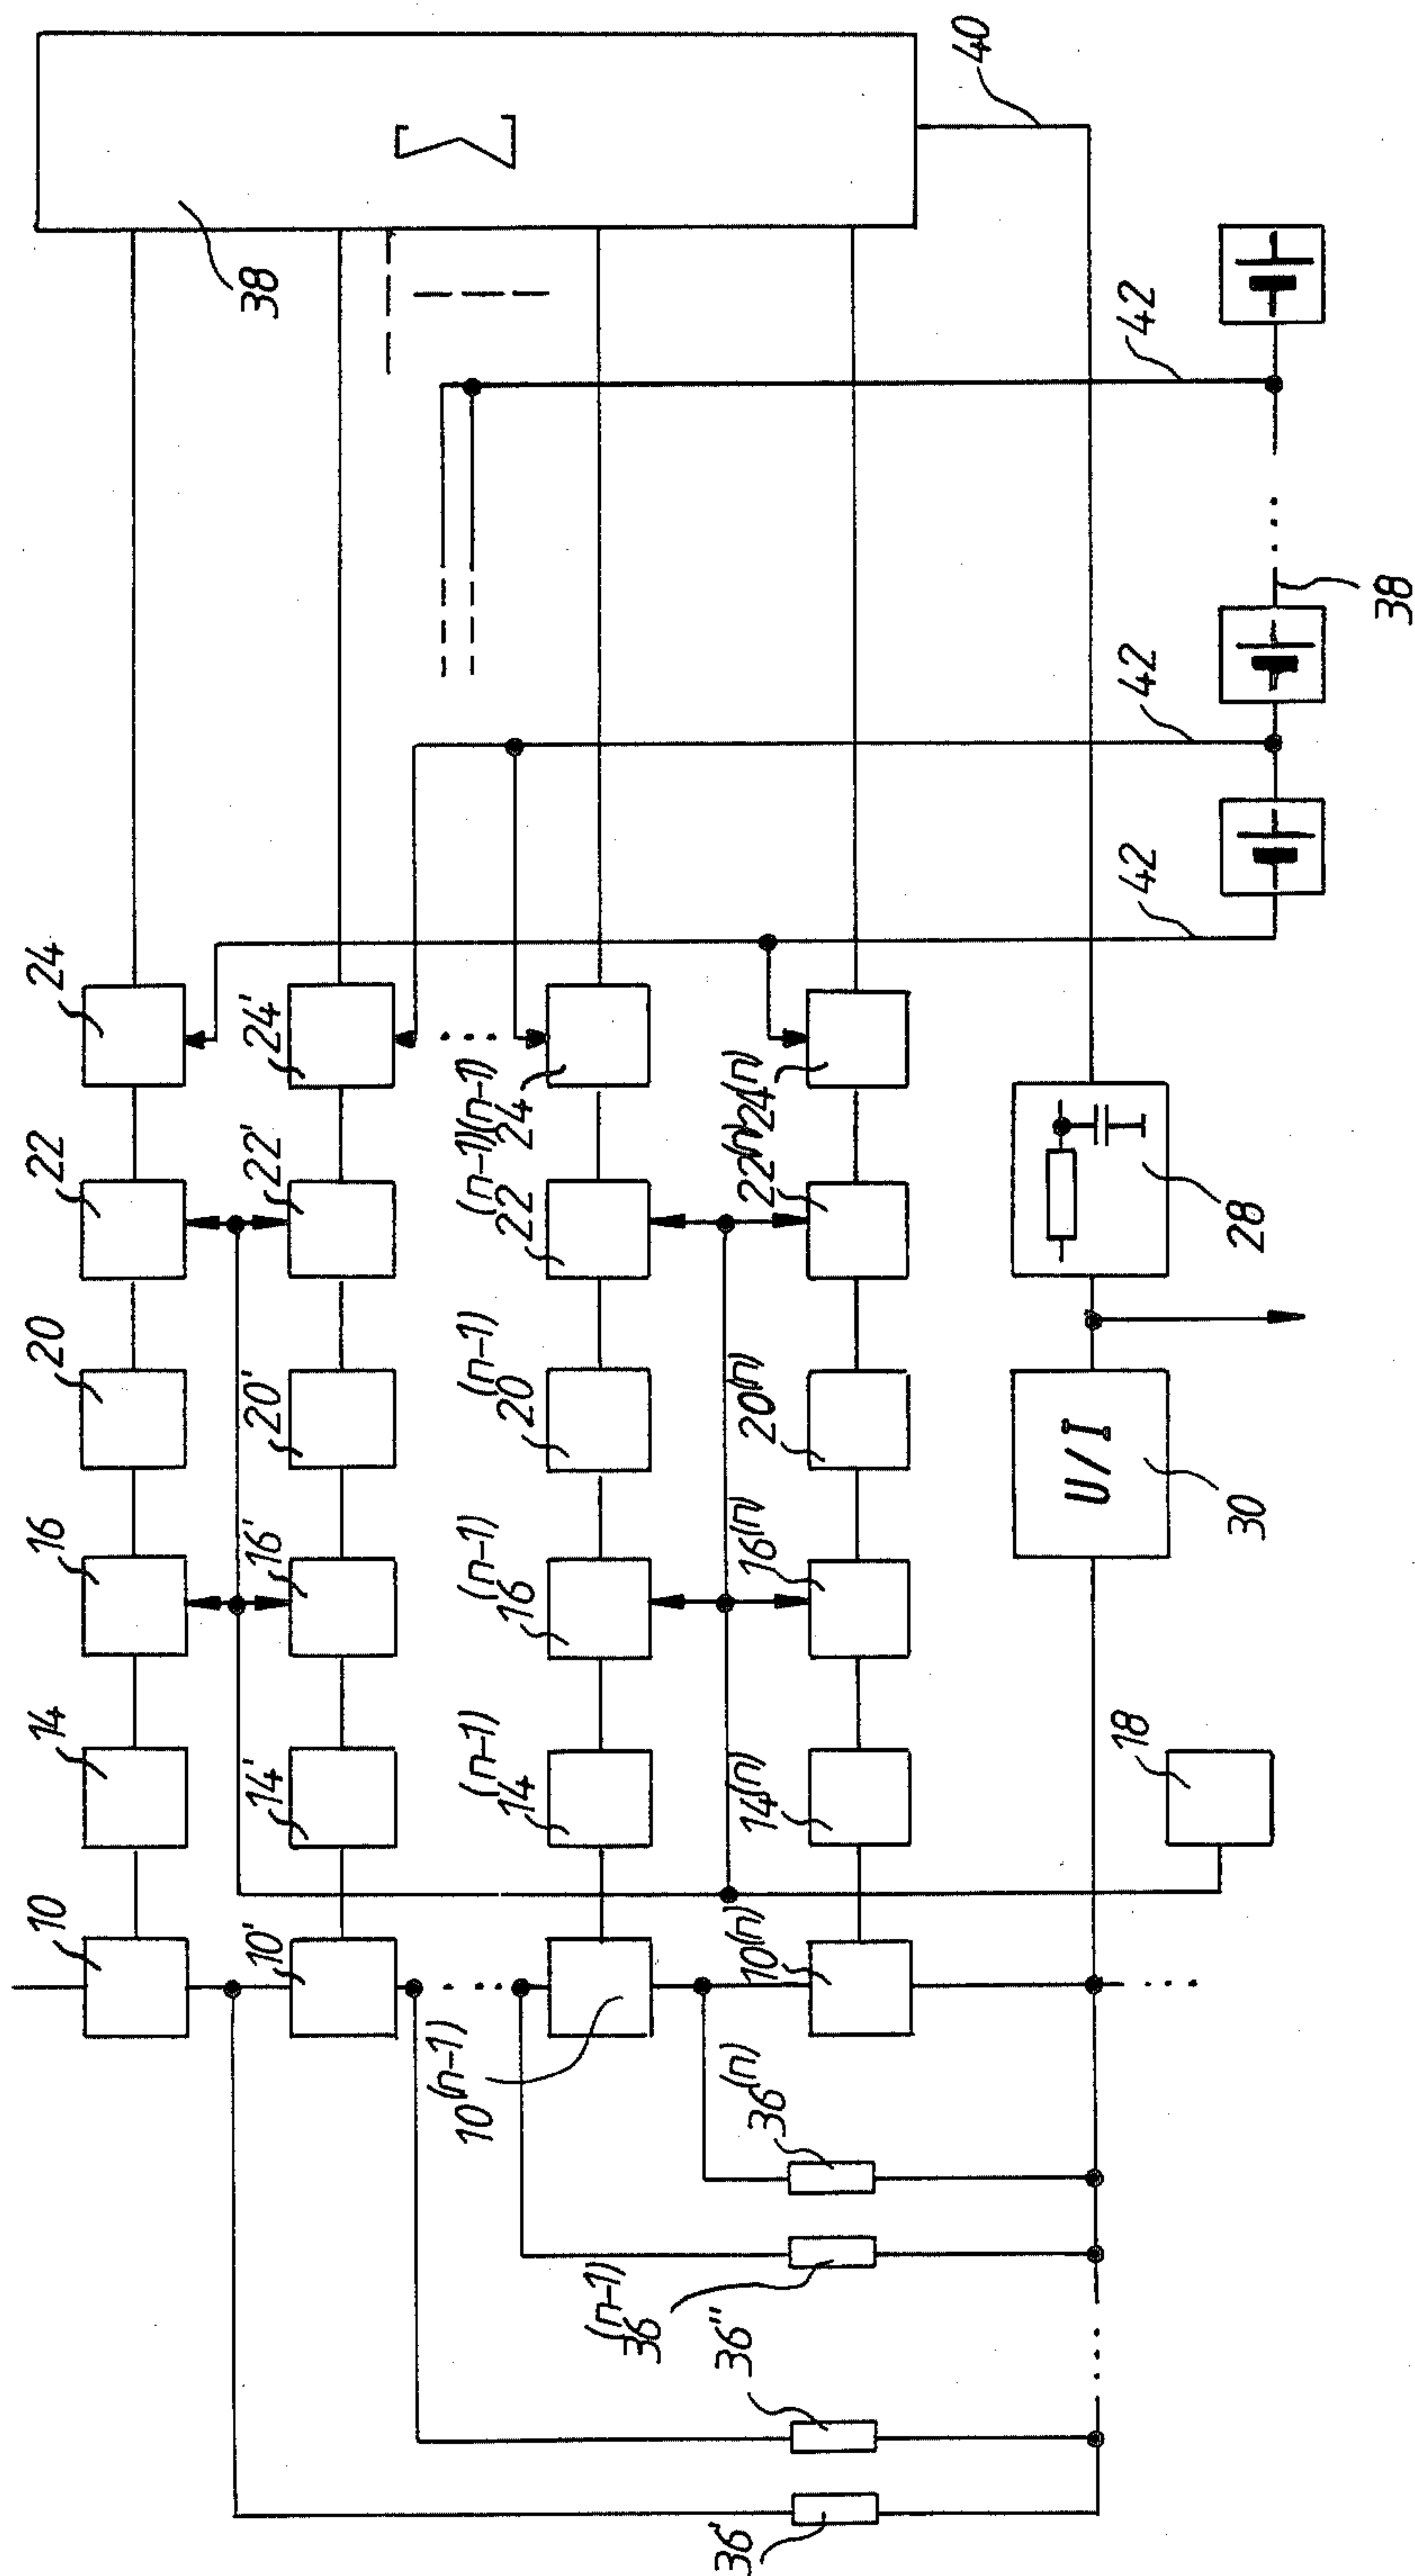 Σ
38
40
10
14
16
20
22
24
10'
14'
16'
20'
22'
24'
10(n-1)
14(n-1)
16(n-1)
20(n-1)
22(n-1)
24(n-1)
10(n)
14(n)
16(n)
20(n)
22(n)
24(n)
36'
36''
36(n-1)
36(n)
U/I
30
28
18
42
42
42
38